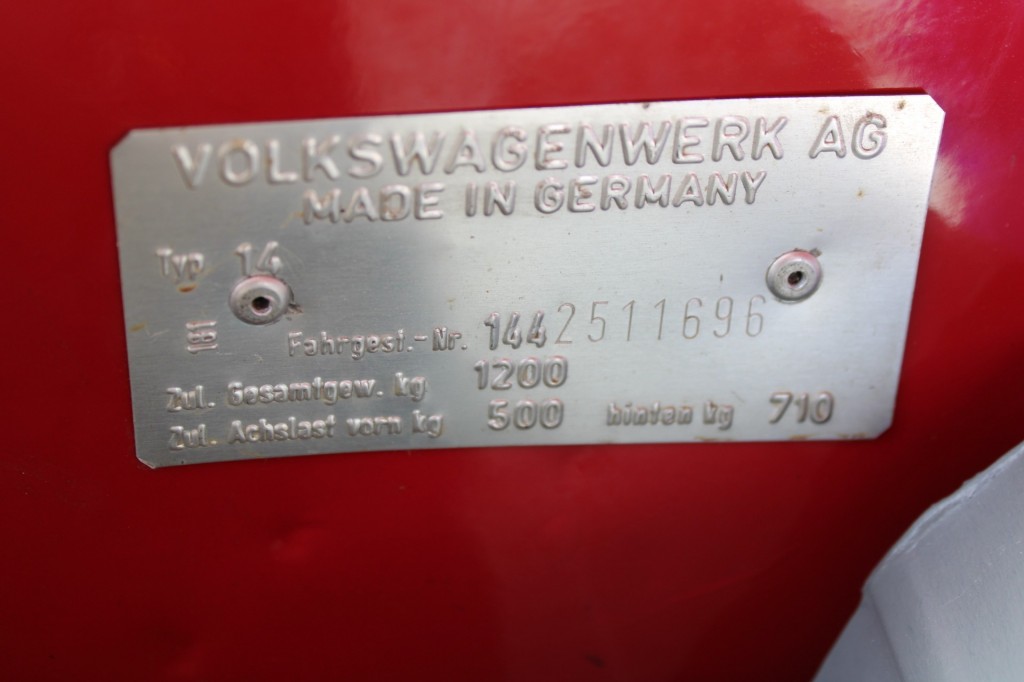 VOLKSWAGENWERK AG
MADE IN GERMANY
Typ 14
Fahrgest.-Nr. 1442511696
Zul. Gesamtgew. kg 1200
Zul. Achslast vorn kg 500 hinten kg 710